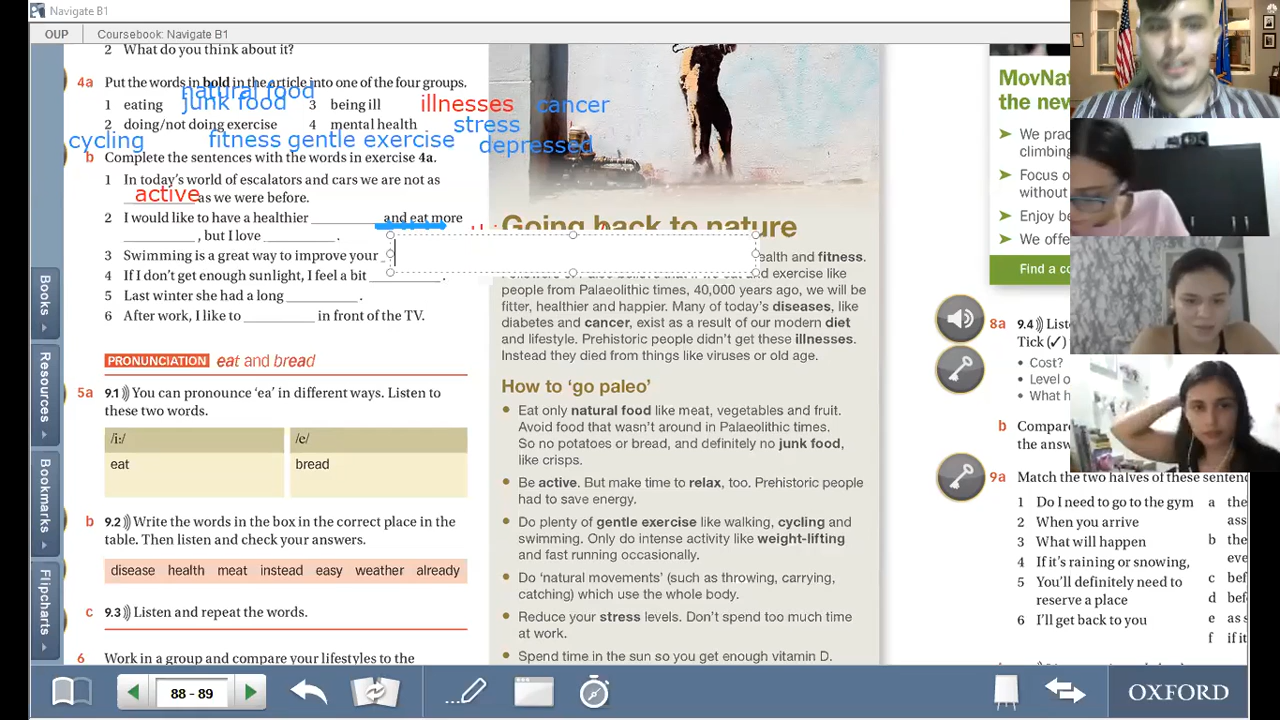 Navigate B1
OUP
Coursebook: Navigate B1
2 What do you think about it?
4a Put the words in bold in the article into one of the four groups.
natural food
junk food
illnesses
cancer
1 eating
3 being ill
2 doing/not doing exercise
4 mental health
stress
cycling
fitness gentle exercise
depressed
b Complete the sentences with the words in exercise 4a.
1 In today's world of escalators and cars we are not as
active
as we were before.
2 I would like to have a healthier ________ and eat more
________ , but I love ________ .
3 Swimming is a great way to improve your
4 If I don't get enough sunlight, I feel a bit ________ .
5 Last winter she had a long ________ .
6 After work, I like to ________ in front of the TV.
PRONUNCIATION eat and bread
5a 9.1 You can pronounce 'ea' in different ways. Listen to
these two words.
/iː/
/e/
eat
bread
b 9.2 Write the words in the box in the correct place in the
table. Then listen and check your answers.
disease health meat instead easy weather already
c 9.3 Listen and repeat the words.
6 Work in a group and compare your lifestyles to the
Going back to nature
health and fitness.
and exercise like
people from Palaeolithic times, 40,000 years ago, we will be
fitter, healthier and happier. Many of today's diseases, like
diabetes and cancer, exist as a result of our modern diet
and lifestyle. Prehistoric people didn't get these illnesses.
Instead they died from things like viruses or old age.
How to 'go paleo'
• Eat only natural food like meat, vegetables and fruit.
Avoid food that wasn't around in Palaeolithic times.
So no potatoes or bread, and definitely no junk food,
like crisps.
• Be active. But make time to relax, too. Prehistoric people
had to save energy.
• Do plenty of gentle exercise like walking, cycling and
swimming. Only do intense activity like weight-lifting
and fast running occasionally.
• Do 'natural movements' (such as throwing, carrying,
catching) which use the whole body.
• Reduce your stress levels. Don't spend too much time
at work.
• Spend time in the sun so you get enough vitamin D.
MovNat
the new
We prac
climbing
Focus o
without
Enjoy be
We offe
Find a co
8a 9.4 List
Tick (✓)
• Cost?
• Level o
• What h
b Compare
the answ
9a Match the two halves of these sentenc
1 Do I need to go to the gym
2 When you arrive
3 What will happen
4 If it's raining or snowing,
5 You'll definitely need to
reserve a place
6 I'll get back to you
a the
ass
b the
eve
c bef
d bef
e as s
f if it
Books
Resources
Bookmarks
Flipcharts
88 - 89
OXFORD